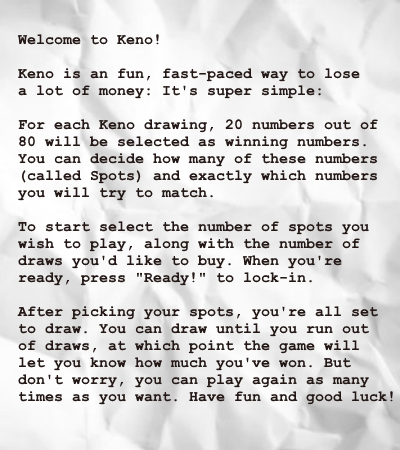 Welcome to Keno!
Keno is an fun, fast-paced way to lose
a lot of money: It's super simple:
For each Keno drawing, 20 numbers out of
80 will be selected as winning numbers.
You can decide how many of these numbers
(called Spots) and exactly which numbers
you will try to match.
To start select the number of spots you
wish to play, along with the number of
draws you'd like to buy. When you're
ready, press "Ready!" to lock-in.
After picking your spots, you're all set
to draw. You can draw until you run out
of draws, at which point the game will
let you know how much you've won. But
don't worry, you can play again as many
times as you want. Have fun and good luck!